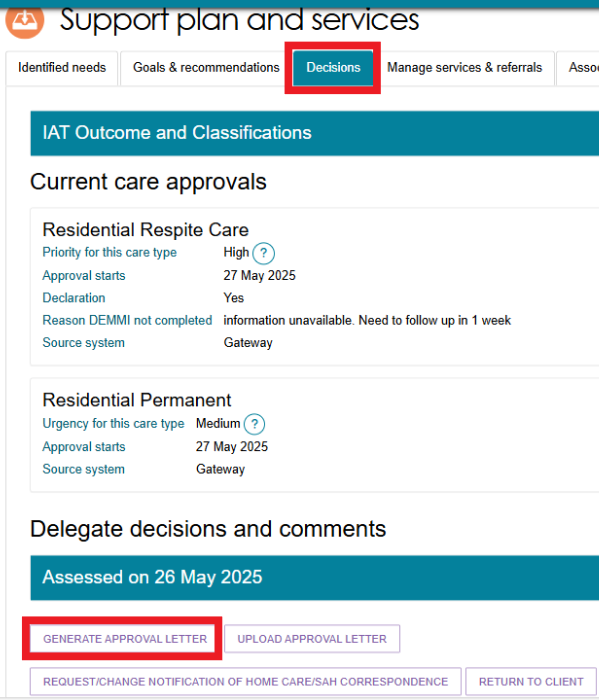 Support plan and services
Identified needs Goals & recommendations Decisions Manage services & referrals
IAT Outcome and Classifications
Current care approvals
Residential Respite Care
Priority for this care type High ?
Approval starts 27 May 2025
Declaration Yes
Reason DEMMI not completed information unavailable. Need to follow up in 1 week
Source system Gateway
Residential Permanent
Urgency for this care type Medium ?
Approval starts 27 May 2025
Source system Gateway
Delegate decisions and comments
Assessed on 26 May 2025
GENERATE APPROVAL LETTER UPLOAD APPROVAL LETTER
REQUEST/CHANGE NOTIFICATION OF HOME CARE/SAH CORRESPONDENCE RETURN TO CLIENT